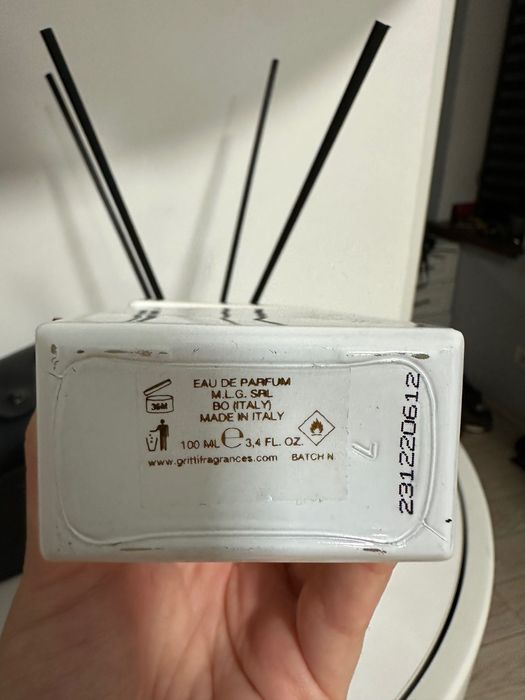 EAU DE PARFUM
M.L.G. SRL
BO (ITALY)
MADE IN ITALY
36M
100 ML e 3,4 FL. OZ.
www.grittifragrances.com BATCH N.
7
231220612